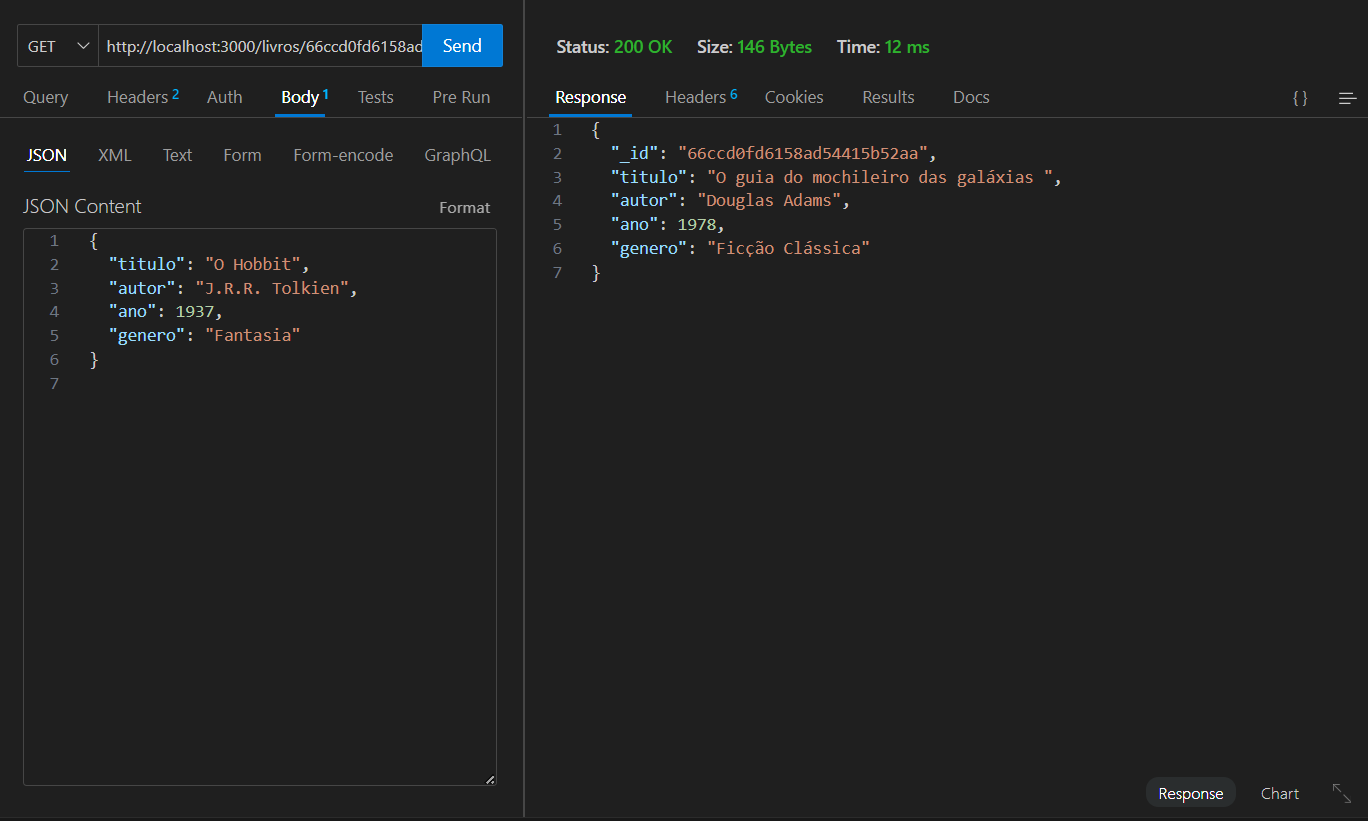 GET http://localhost:3000/livros/66ccd0fd6158ad Send
Query Headers 2 Auth Body 1 Tests Pre Run
JSON XML Text Form Form-encode GraphQL
JSON Content Format
1 {
2 "titulo": "O Hobbit",
3 "autor": "J.R.R. Tolkien",
4 "ano": 1937,
5 "genero": "Fantasia"
6 }
7
Status: 200 OK Size: 146 Bytes Time: 12 ms
Response Headers 6 Cookies Results Docs { }
1 {
2 "_id": "66ccd0fd6158ad54415b52aa",
3 "titulo": "O guia do mochileiro das galáxias ",
4 "autor": "Douglas Adams",
5 "ano": 1978,
6 "genero": "Ficção Clássica"
7 }
Response Chart